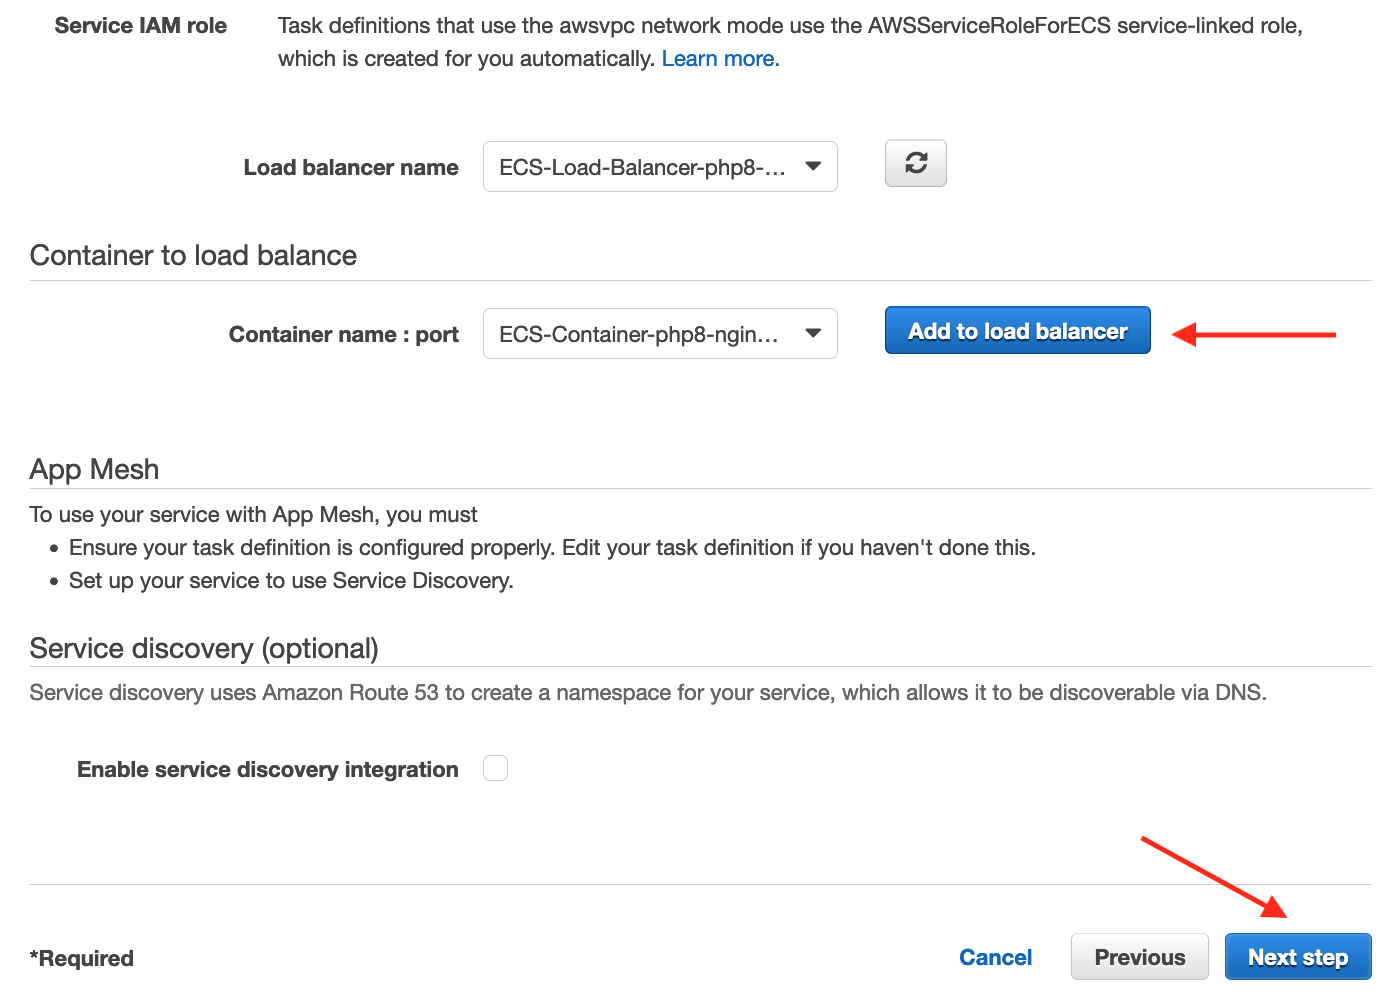 Service IAM role Task definitions that use the awsvpc network mode use the AWSServiceRoleForECS service-linked role,
which is created for you automatically. Learn more.
Load balancer name ECS-Load-Balancer-php8-...
Container to load balance
Container name : port ECS-Container-php8-ngin... Add to load balancer
App Mesh
To use your service with App Mesh, you must
• Ensure your task definition is configured properly. Edit your task definition if you haven't done this.
• Set up your service to use Service Discovery.
Service discovery (optional)
Service discovery uses Amazon Route 53 to create a namespace for your service, which allows it to be discoverable via DNS.
Enable service discovery integration
*Required Cancel Previous Next step